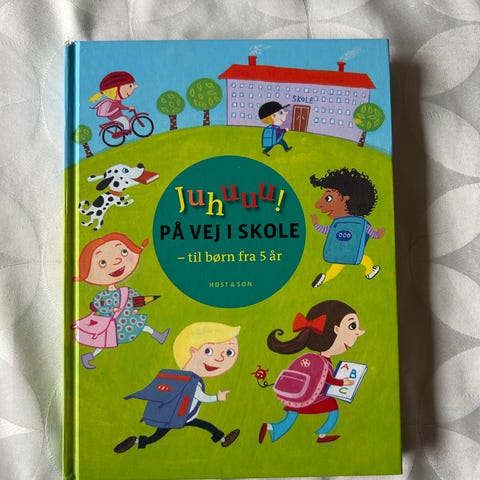 SKOLE
Juhuuu!
PÅ VEJ I SKOLE
– til børn fra 5 år
HØST & SØN
A
B
C